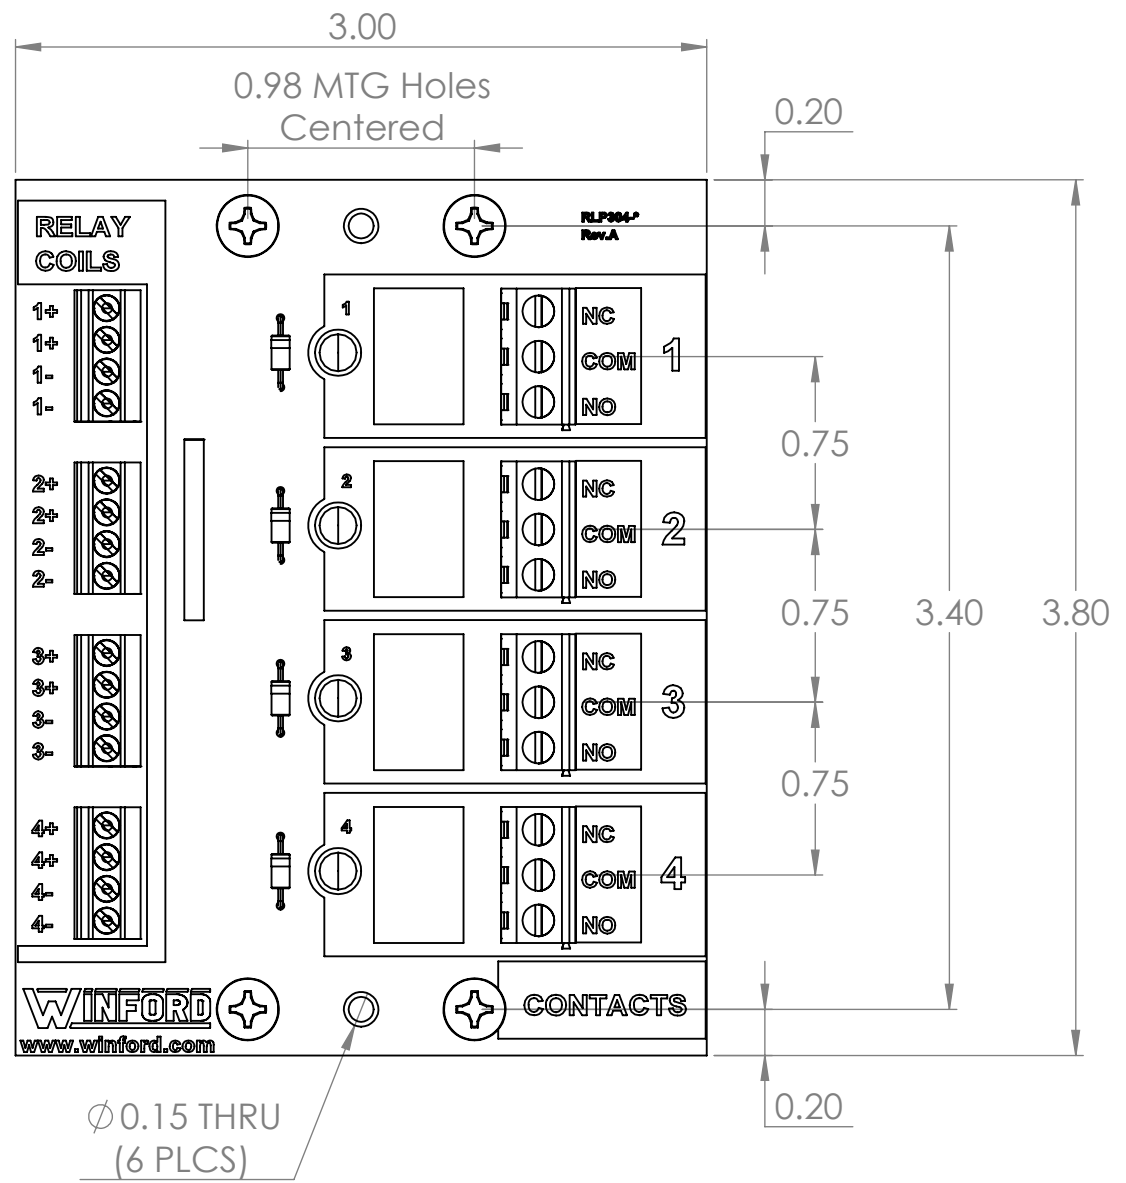 3.00
0.98 MTG Holes
Centered
0.20
RELAY
COILS
RLP304-*
Rev.A
1+
1+
1-
1-
1
NC
COM
NO
1
0.75
2+
2+
2-
2-
2
NC
COM
NO
2
0.75
3.40
3.80
3+
3+
3-
3-
3
NC
COM
NO
3
0.75
4+
4+
4-
4-
4
NC
COM
NO
4
WINFORD
www.winford.com
CONTACTS
0.20
∅0.15 THRU
(6 PLCS)